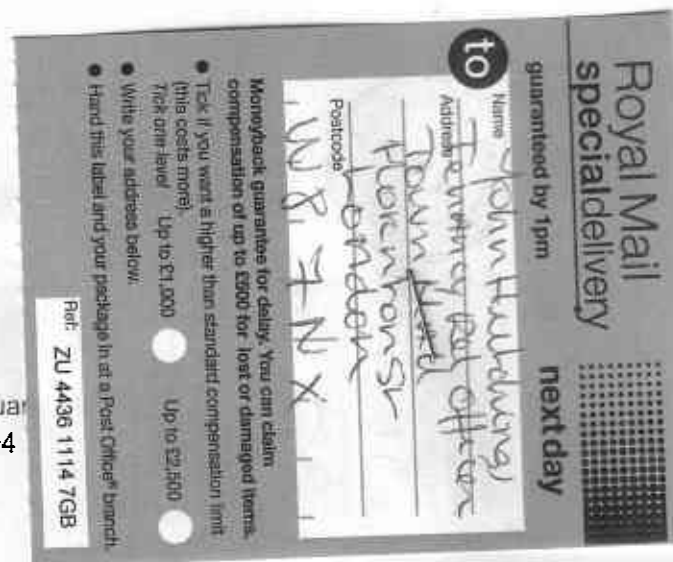 Royal Mail
specialdelivery
guaranteed by 1pm next day
to
Name John Hutchings
Address Tenancy Rel Officer
Town Hall
Hornton St
London
Postcode W8 7NX
Moneyback guarantee for delay. You can claim
compensation of up to £500 for lost or damaged items.
● Tick if you want a higher than standard compensation limit
(this costs more).
Tick one level Up to £1,000 Up to £2,500
● Write your address below.
● Hand this label and your package in at a Post Office® branch.
Ref: ZU 4436 1114 7GB
4